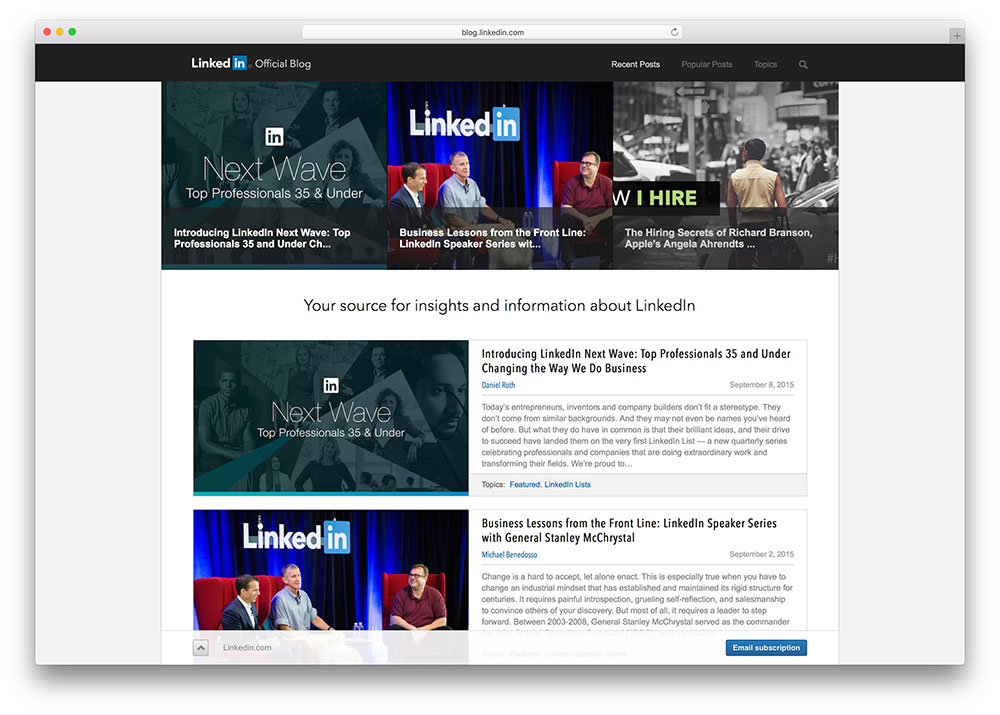 blog.linkedin.com
Linked in Official Blog
Recent Posts Popular Posts Topics
in
Next Wave
Top Professionals 35 & Under
Introducing LinkedIn Next Wave: Top
Professionals 35 and Under Ch...
Linked in
Business Lessons from the Front Line:
LinkedIn Speaker Series wit...
W I HIRE
The Hiring Secrets of Richard Branson,
Apple's Angela Ahrendts ...
Your source for insights and information about LinkedIn
in
Next Wave
Top Professionals 35 & Under
Introducing LinkedIn Next Wave: Top Professionals 35 and Under
Changing the Way We Do Business
Daniel Roth September 8, 2015
Today's entrepreneurs, inventors and company builders don't fit a stereotype. They
don't come from similar backgrounds. And they may not even be names you've heard
of before. But what they do have in common is that their brilliant ideas, and their drive
to succeed have landed them on the very first LinkedIn List — a new quarterly series
celebrating professionals and companies that are doing extraordinary work and
transforming their fields. We're proud to…
Topics: Featured, LinkedIn Lists
Linked in
Business Lessons from the Front Line: LinkedIn Speaker Series
with General Stanley McChrystal
Michael Benedosso September 2, 2015
Change is a hard to accept, let alone enact. This is especially true when you have to
change an industrial mindset that has established and maintained its rigid structure for
centuries. It requires painful introspection, grueling self-reflection, and salesmanship
to convince others of your discovery. But most of all, it requires a leader to step
forward. Between 2003-2008, General Stanley McChrystal served as the commander
Topics: Featured, LinkedIn Speaker Series
Linkedin.com
Email subscription